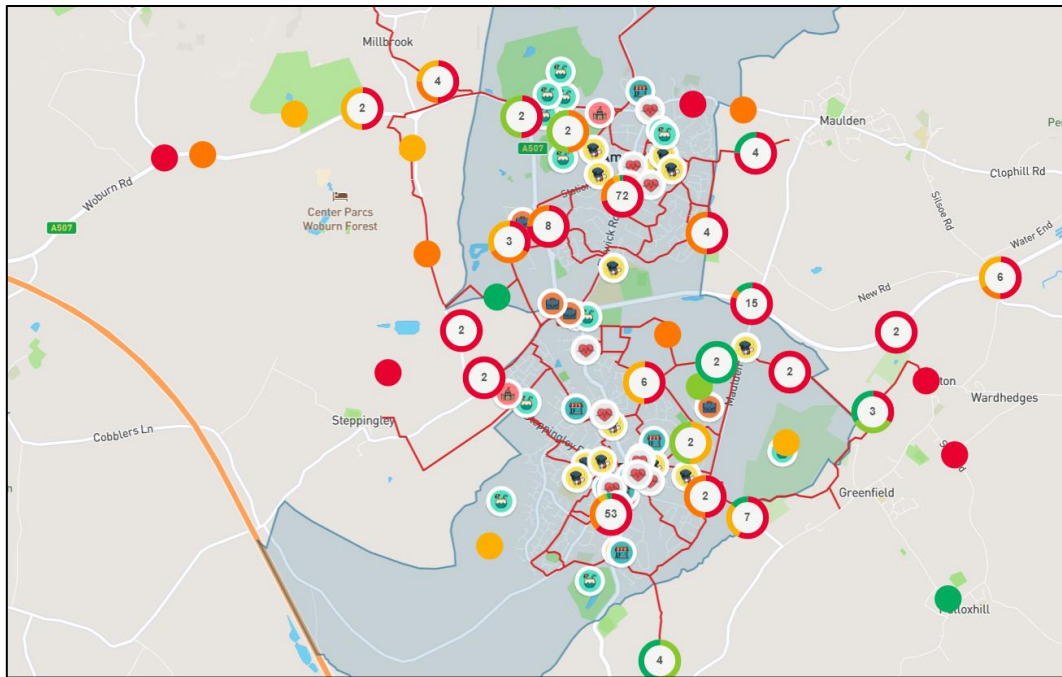 Millbrook
4
2
2
2
A507
Maulden
4
Clophill Rd
Woburn Rd
Center Parcs
Woburn Forest
A507
72
8
3
4
Silsoe Rd
Water End
6
New Rd
15
2
2
2
2
2
6
Steppingley
3
Wardhedges
Cobblers Ln
2
Greenfield
2
7
53
4